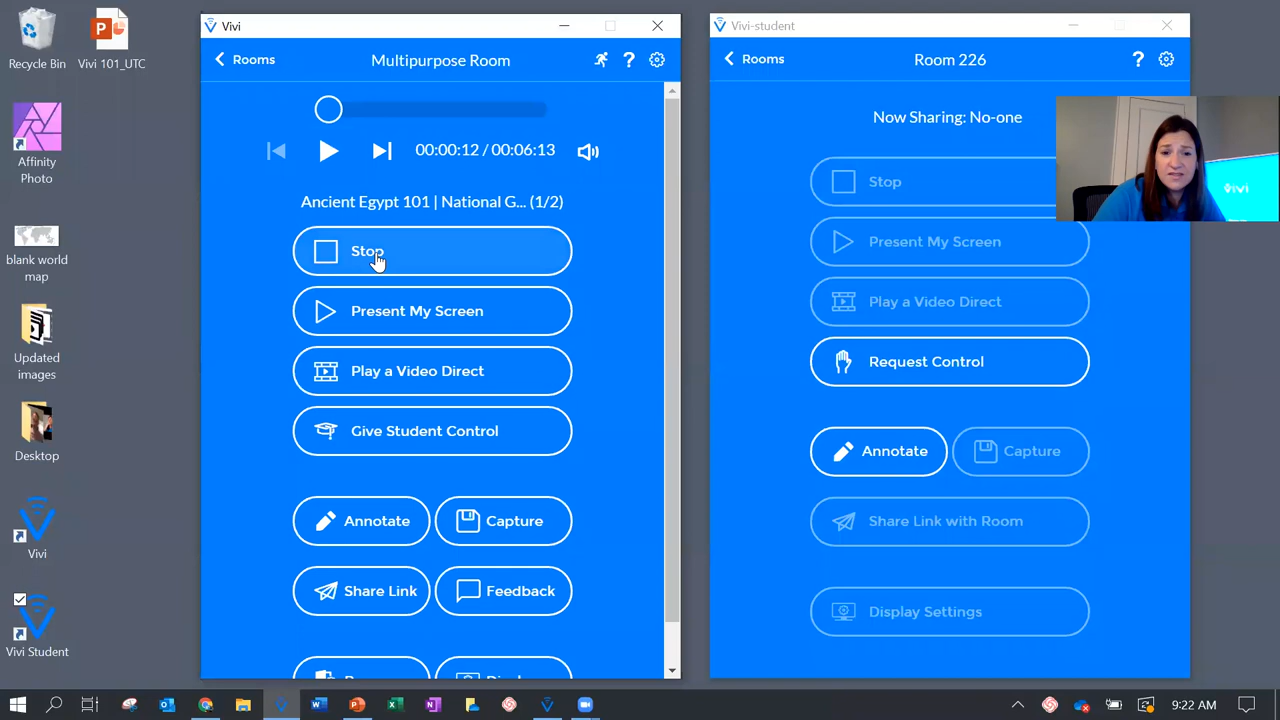 Recycle Bin
Vivi 101_UTC
Affinity
Photo
blank world
map
Updated
images
Desktop
Vivi
Vivi Student
Vivi
Rooms
Multipurpose Room
?
00:00:12 / 00:06:13
Ancient Egypt 101 | National G... (1/2)
Stop
Present My Screen
Play a Video Direct
Give Student Control
Annotate
Capture
Share Link
Feedback
Vivi-student
Rooms
Room 226
?
Now Sharing: No-one
Stop
Present My Screen
Play a Video Direct
Request Control
Annotate
Capture
Share Link with Room
Display Settings
vivi
9:22 AM